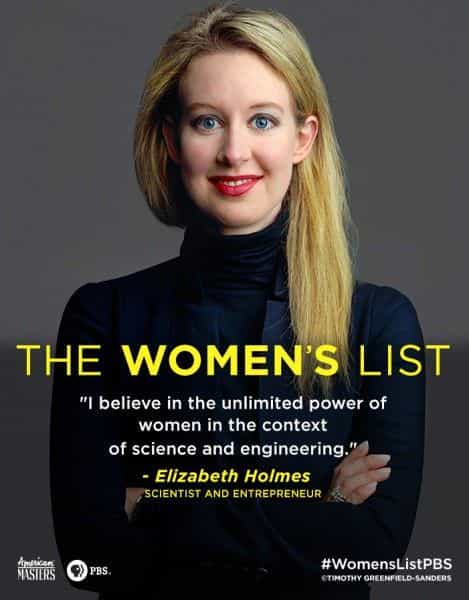 THE WOMEN'S LIST
"I believe in the unlimited power of
women in the context
of science and engineering."
- Elizabeth Holmes
SCIENTIST AND ENTREPRENEUR
American
MASTERS
PBS.
#WomensListPBS
©TIMOTHY GREENFIELD-SANDERS